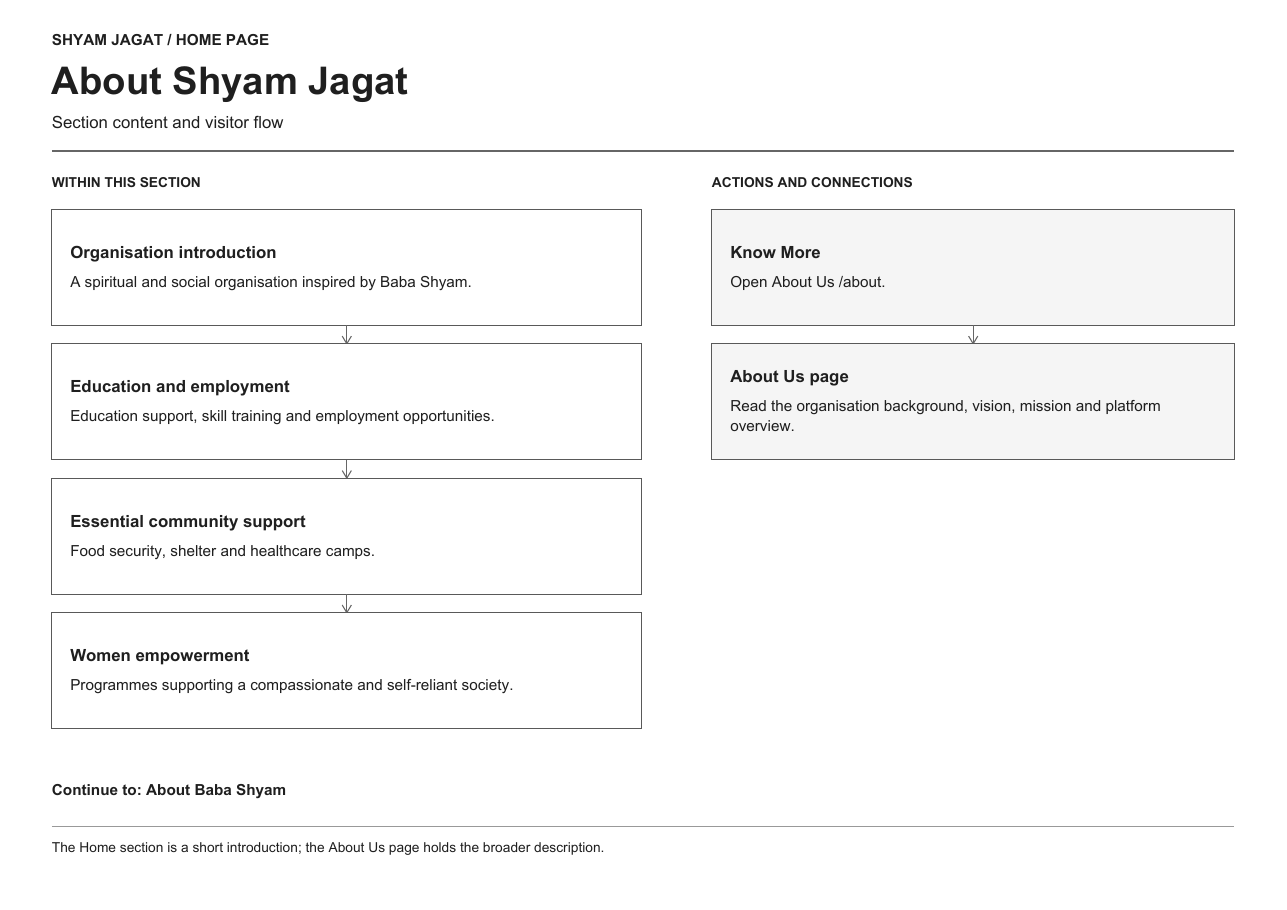 SHYAM JAGAT / HOME PAGE
About Shyam Jagat
Section content and visitor flow
WITHIN THIS SECTION
Organisation introduction
A spiritual and social organisation inspired by Baba Shyam.
Education and employment
Education support, skill training and employment opportunities.
Essential community support
Food security, shelter and healthcare camps.
Women empowerment
Programmes supporting a compassionate and self-reliant society.
ACTIONS AND CONNECTIONS
Know More
Open About Us /about.
About Us page
Read the organisation background, vision, mission and platform
overview.
Continue to: About Baba Shyam
The Home section is a short introduction; the About Us page holds the broader description.